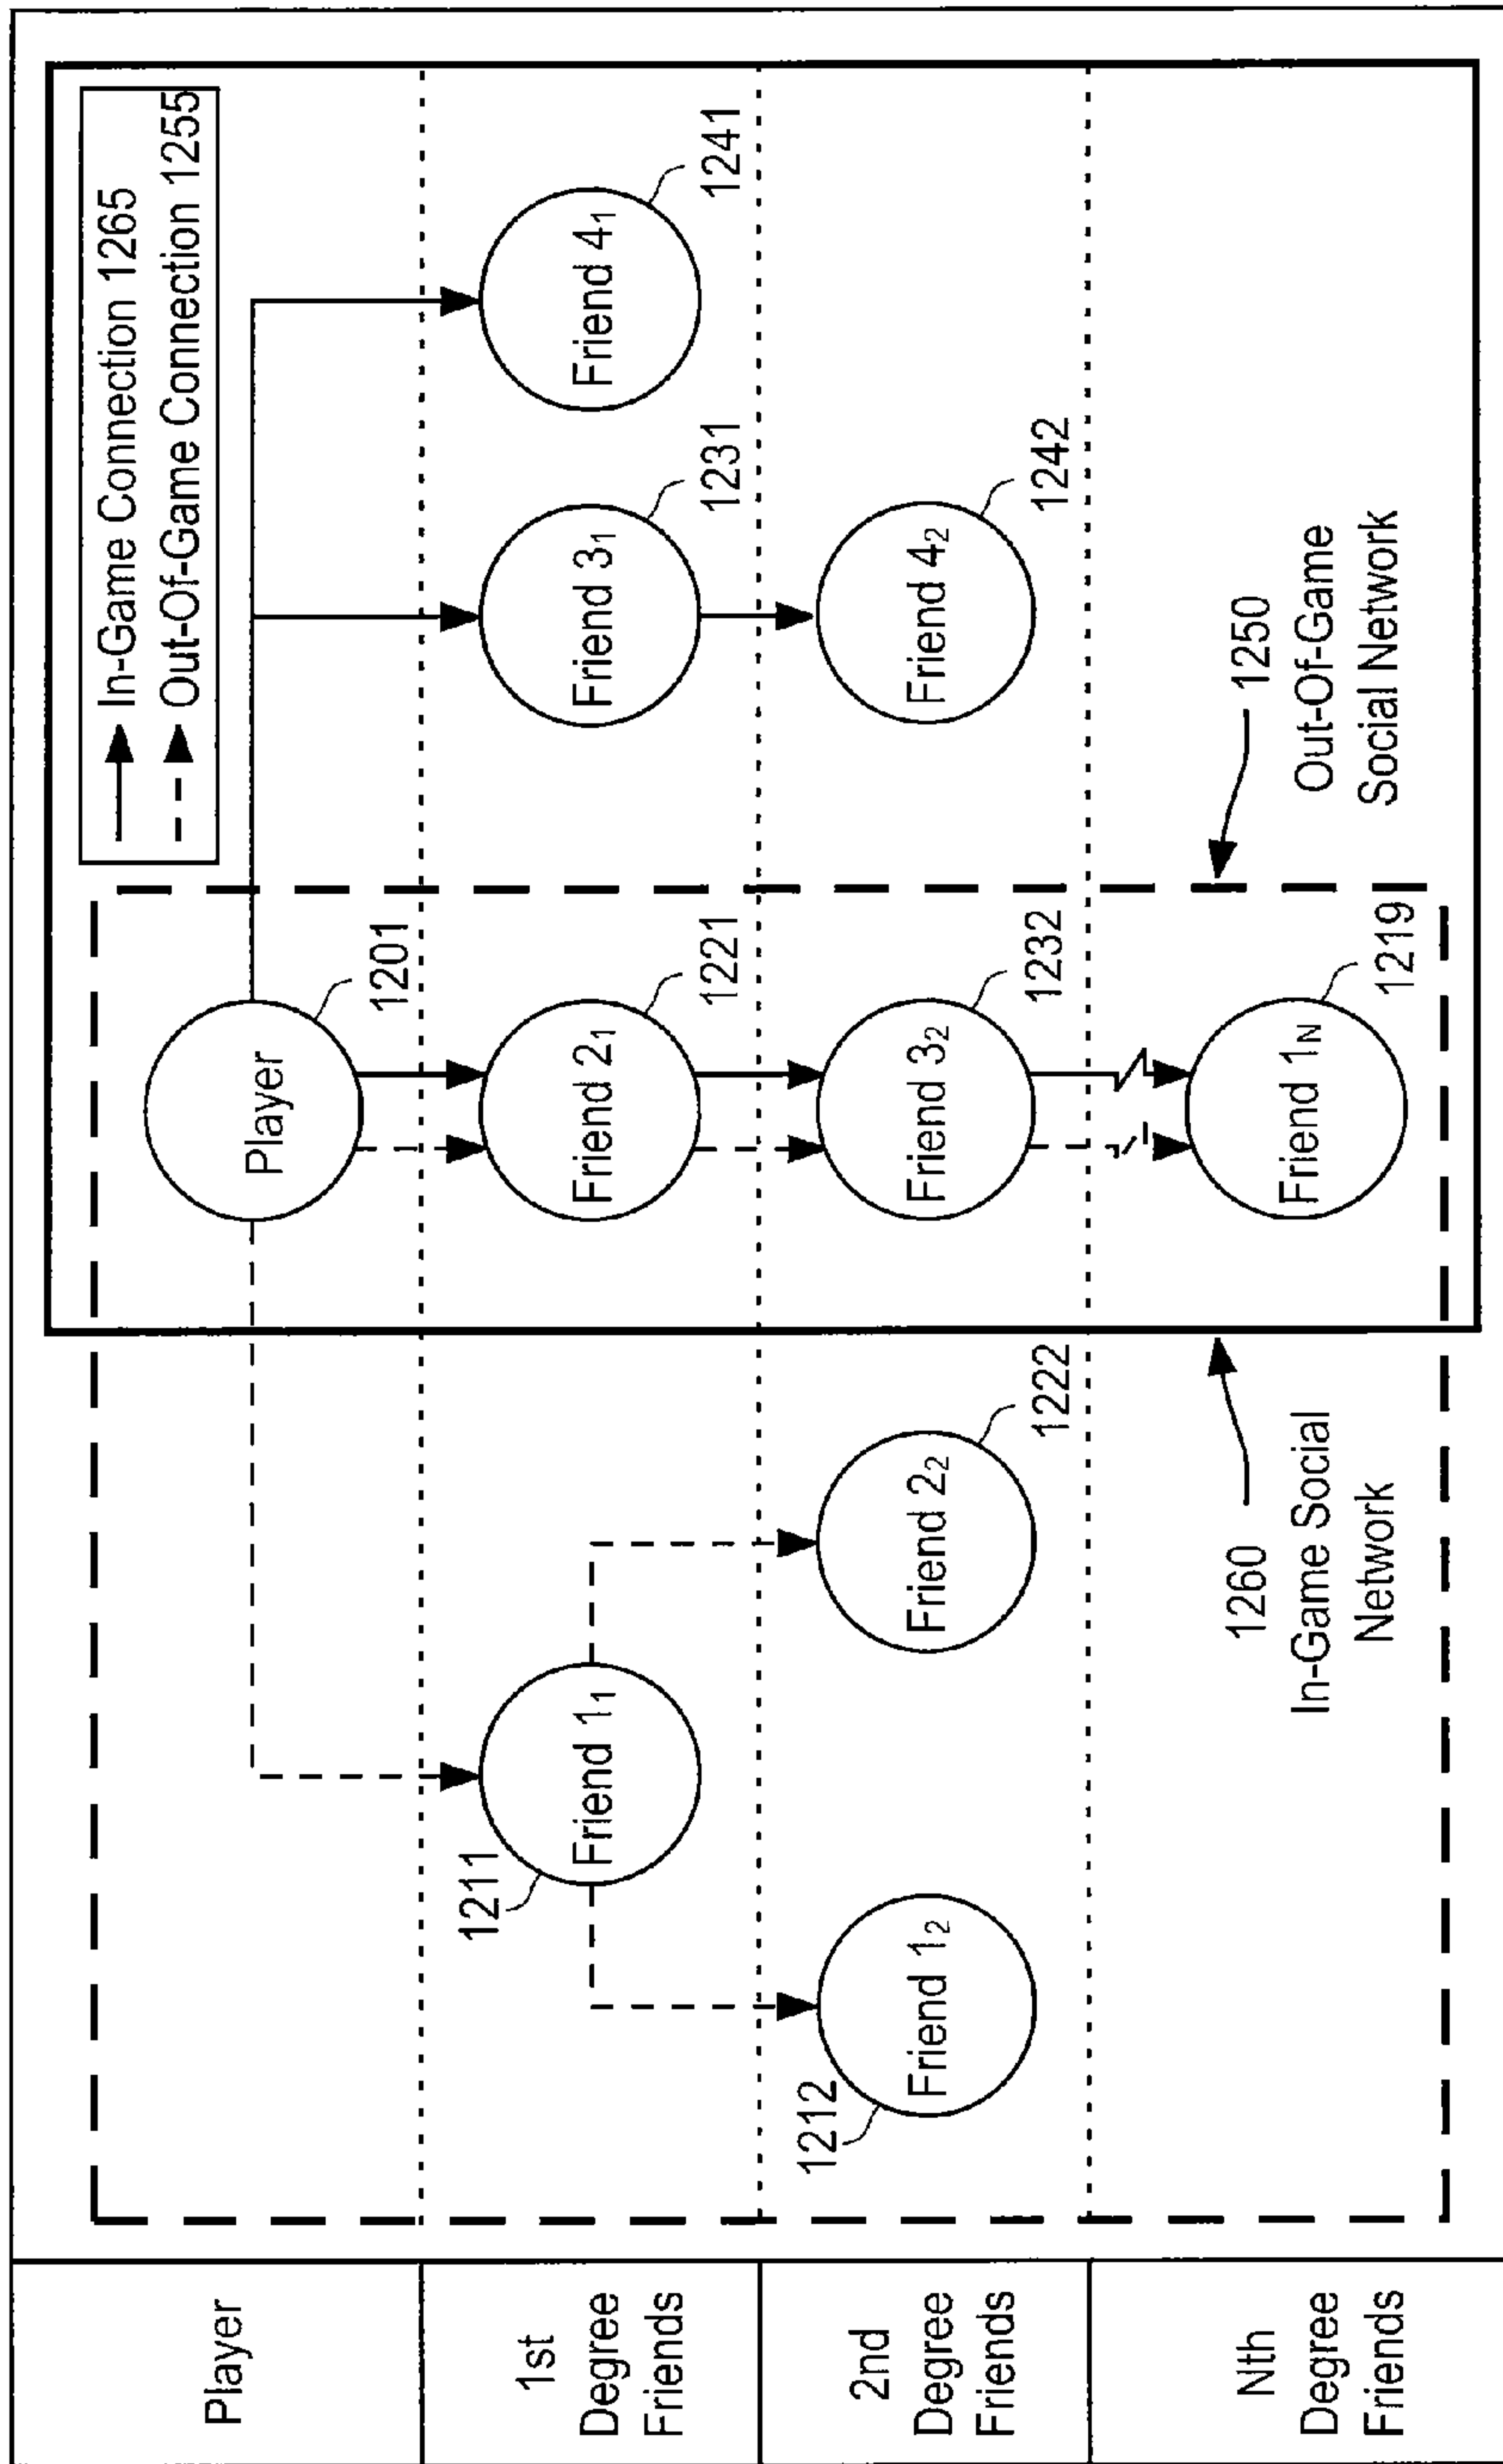 Player
1st
Degree
Friends
2nd
Degree
Friends
Nth
Degree
Friends
In-Game Connection 1265
Out-Of-Game Connection 1255
Player
1201
1211
Friend 1₁
Friend 2₁
1221
Friend 3₁
1231
Friend 4₁
1241
1212
Friend 1₂
Friend 2₂
1222
Friend 3₂
1232
Friend 4₂
1242
1260
In-Game Social
Network
Friend 1N
1219
1250
Out-Of-Game
Social Network